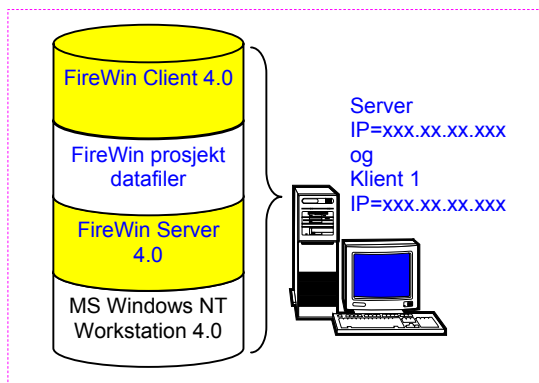 FireWin Client 4.0
FireWin prosjekt
datafiler
FireWin Server
4.0
MS Windows NT
Workstation 4.0
Server
IP=xxx.xx.xx.xxx
og
Klient 1
IP=xxx.xx.xx.xxx